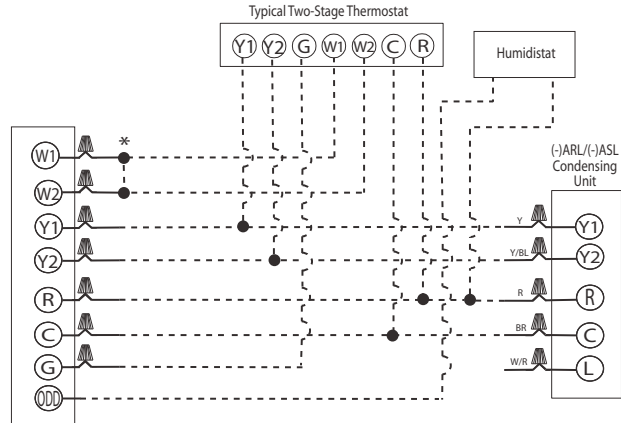 Typical Two-Stage Thermostat
Y1 Y2 G W1 W2 C R
Humidistat
(-)ARL/(-)ASL
Condensing
Unit
*
W1
W2
Y1
Y2
R
C
G
ODD
Y
Y/BL
R
BR
W/R
Y1
Y2
R
C
L